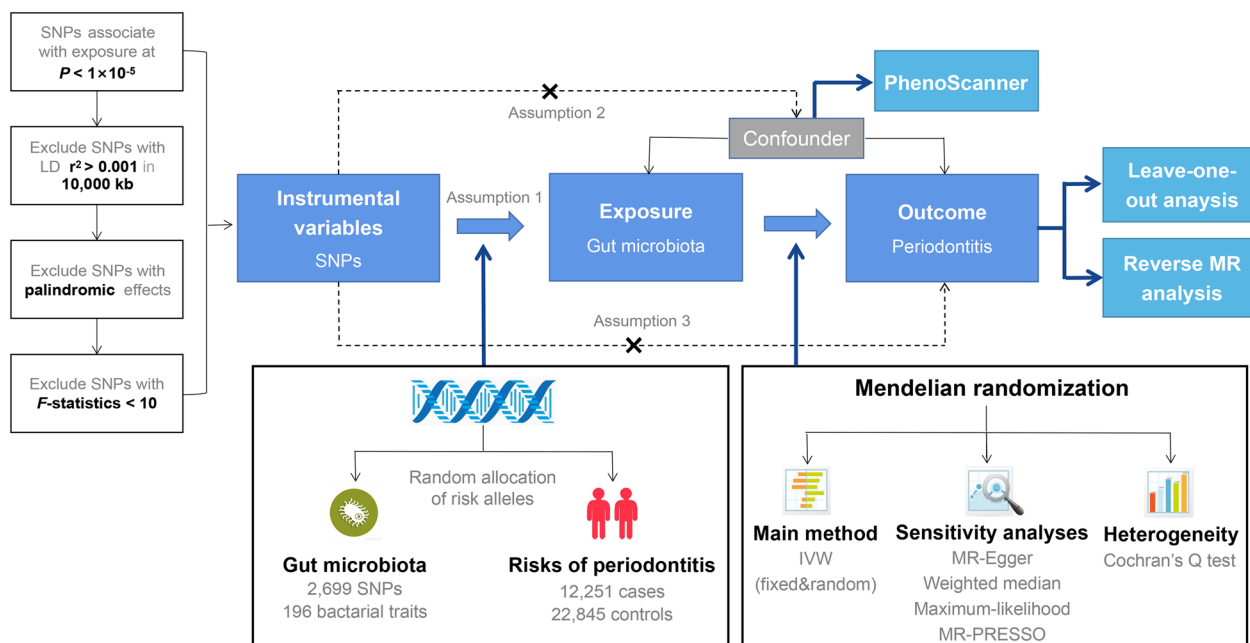 SNPs associate
with exposure at
P < 1×10-5
Exclude SNPs with
LD r² > 0.001 in
10,000 kb
Exclude SNPs with
palindromic effects
Exclude SNPs with
F-statistics < 10
Instrumental
variables
SNPs
Assumption 1
Assumption 2
Assumption 3
Exposure
Gut microbiota
Confounder
PhenoScanner
Outcome
Periodontitis
Leave-one-
out anaysis
Reverse MR
analysis
Random allocation
of risk alleles
Gut microbiota
2,699 SNPs
196 bacterial traits
Risks of periodontitis
12,251 cases
22,845 controls
Mendelian randomization
Main method
IVW
(fixed&random)
Sensitivity analyses
MR-Egger
Weighted median
Maximum-likelihood
MR-PRESSO
Heterogeneity
Cochran's Q test